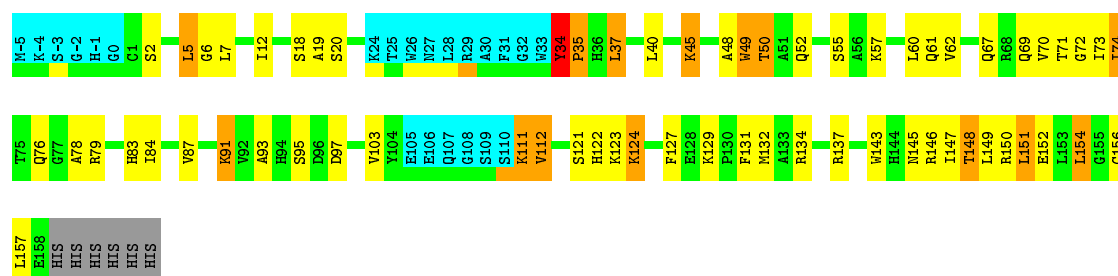 M-5 K-4 S-3 G-2 H-1 G0 C1 S2 L5 G6 L7 I12 S18 A19 S20 K24 T25 W26 N27 L28 R29 A30 F31 G32 W33 Y34 P35 H36 L37 L40 K45 A48 W49 T50 A51 Q52 S55 A56 K57 L60 Q61 V62 Q67 R68 Q69 V70 T71 G72 I73
T75 Q76 G77 A78 R79 H83 I84 V87 K91 V92 A93 H94 S95 D96 D97 V103 Y104 E105 E106 Q107 G108 S109 S110 K111 V112 S121 H122 K123 K124 F127 E128 K129 P130 F131 M132 A133 R134 R137 W143 H144 N145 R146 I147 T148 L149 R150 L151 E152 L153 L154 G155
L157 E158 HIS HIS HIS HIS HIS HIS